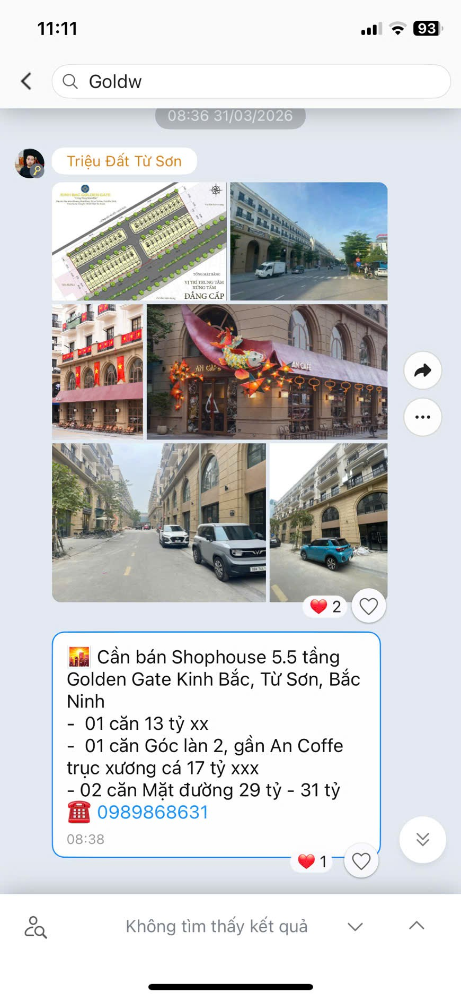 11:11
93
Goldw
08:36 31/03/2026
Triệu Đất Từ Sơn
KINH BAC GOLDEN GATE
TỔNG MẶT BẰNG
VỊ TRÍ TRUNG TÂM
XỨNG TẦM
ĐẲNG CẤP
AN CAFE
AN CAFE
2
Cần bán Shophouse 5.5 tầng
Golden Gate Kinh Bắc, Từ Sơn, Bắc
Ninh
- 01 căn 13 tỷ xx
- 01 căn Góc làn 2, gần An Coffe
trục xương cá 17 tỷ xxx
- 02 căn Mặt đường 29 tỷ - 31 tỷ
0989868631
08:38
1
Không tìm thấy kết quả